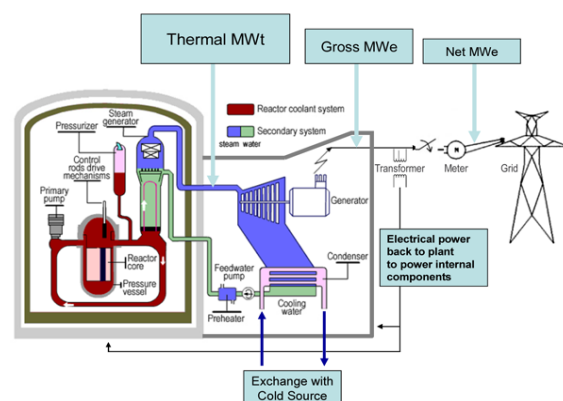 Thermal MWt
Gross MWe
Net MWe
Reactor coolant system
Secondary system
steam water
Steam
generator
Pressurizer
Control
rods drive
mechanisms
Primary
pump
Reactor
core
Pressure
vessel
Generator
Transformer
Meter
Grid
Electrical power
back to plant
to power internal
components
Condenser
Feedwater
pump
Cooling
water
Preheater
M
Exchange with
Cold Source